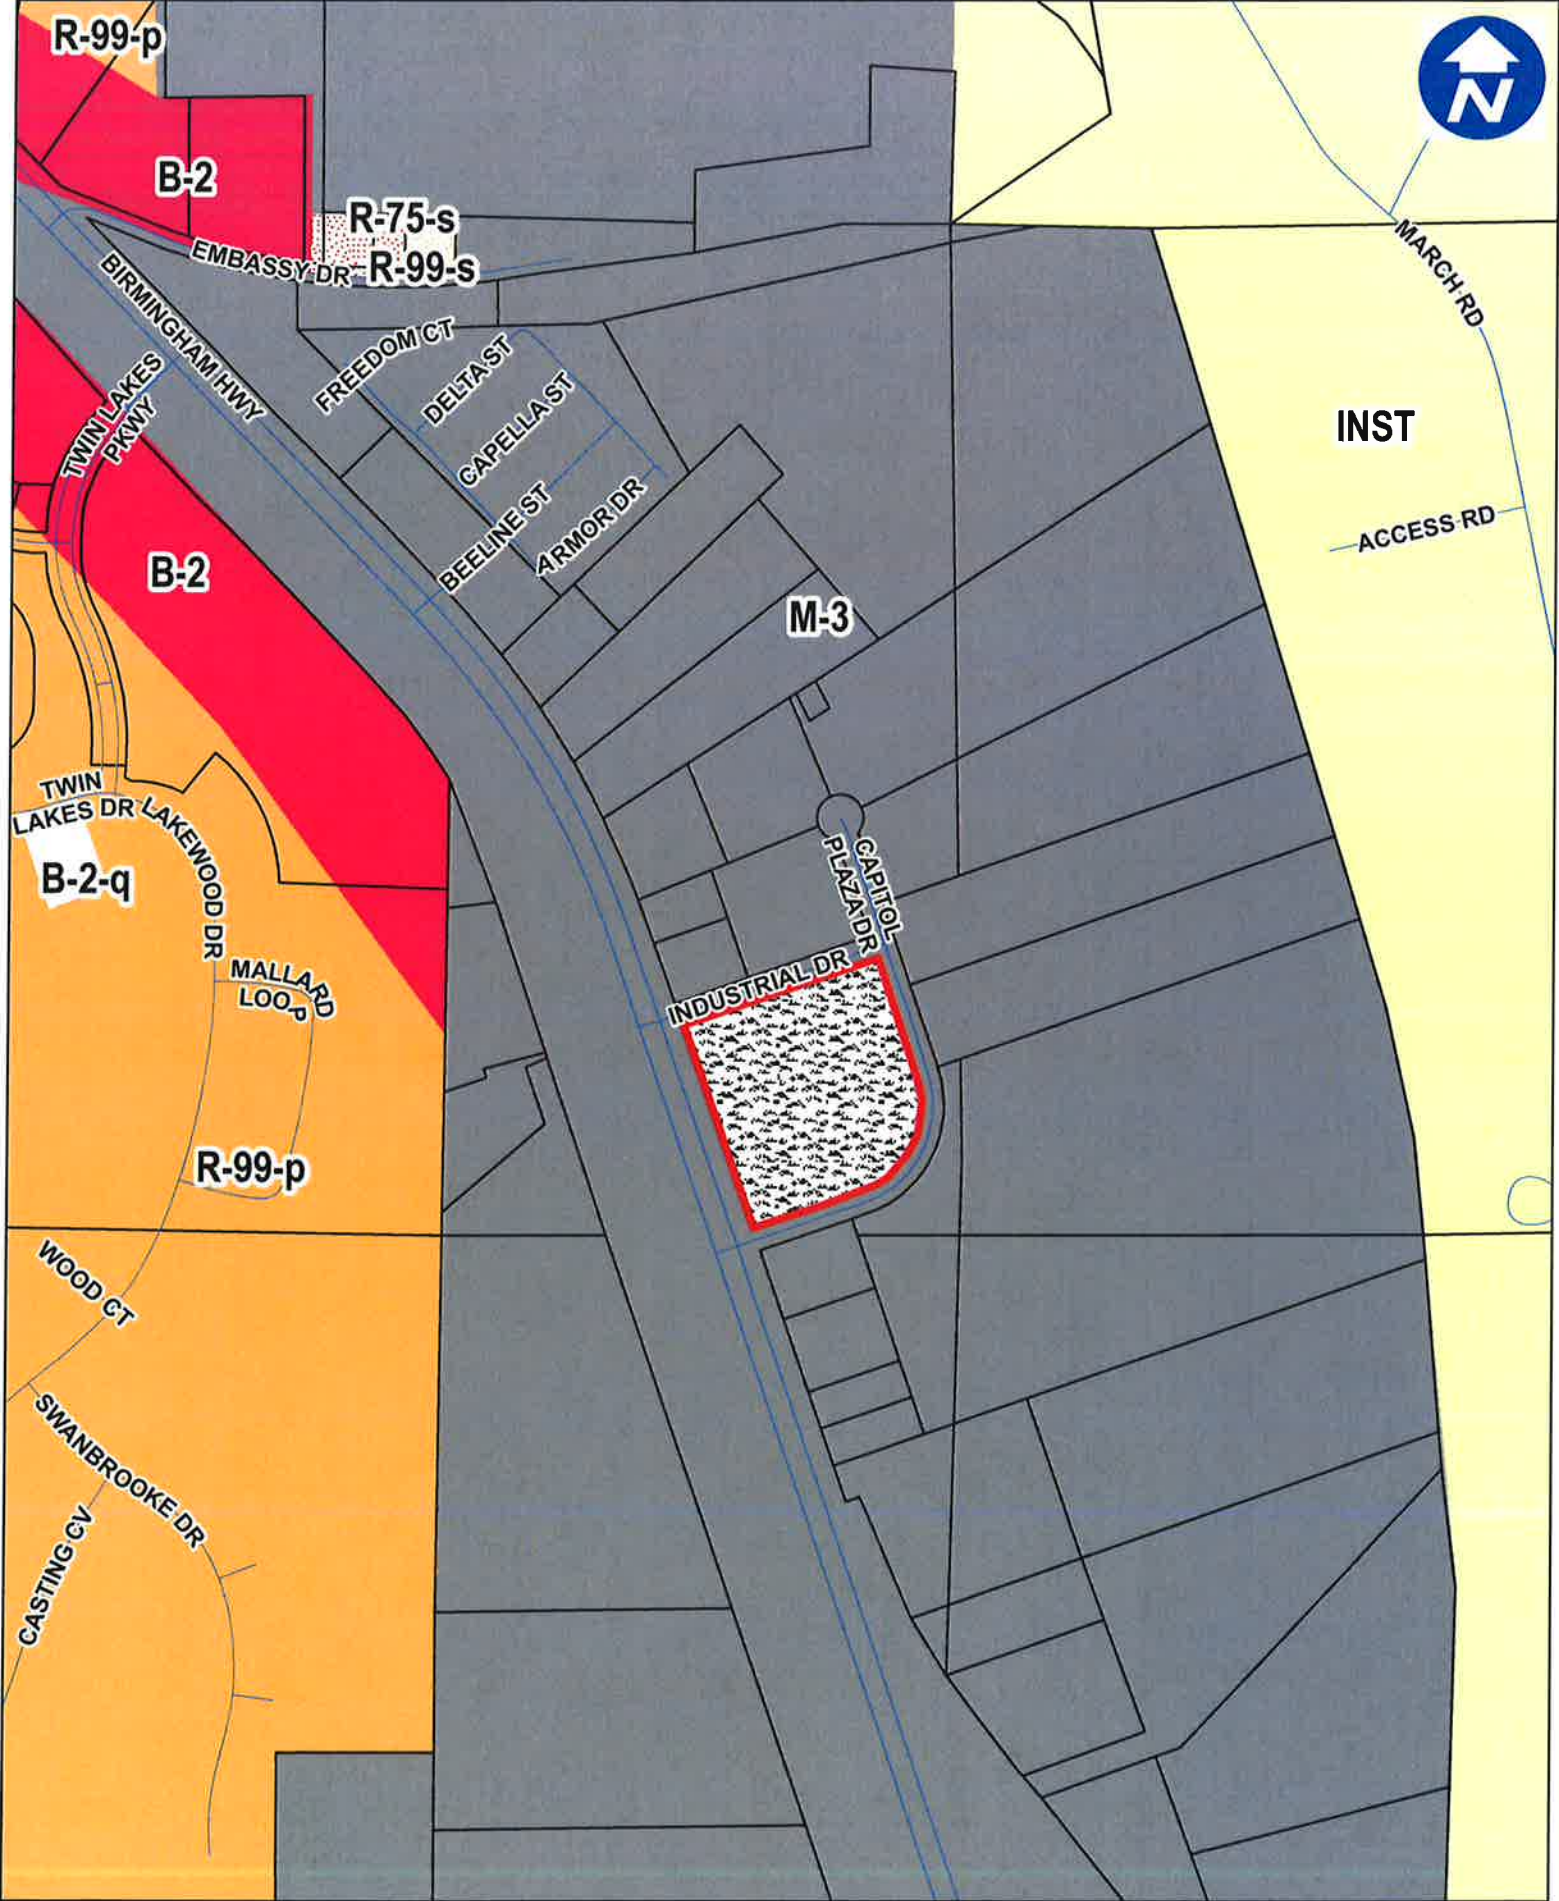 R-99-p
N
B-2
R-75-s
EMBASSY DR
R-99-s
MARCH RD
BIRMINGHAM HWY
FREEDOM CT
DELTA ST
TWIN LAKES
PKWY
CAPELLA ST
INST
BEELINE ST
ARMOR DR
ACCESS RD
B-2
M-3
TWIN
LAKES DR
LAKEWOOD DR
B-2-q
CAPITOL
PLAZA DR
MALLARD
LOOP
INDUSTRIAL DR
R-99-p
WOOD CT
SWANBROOKE DR
CASTING CV